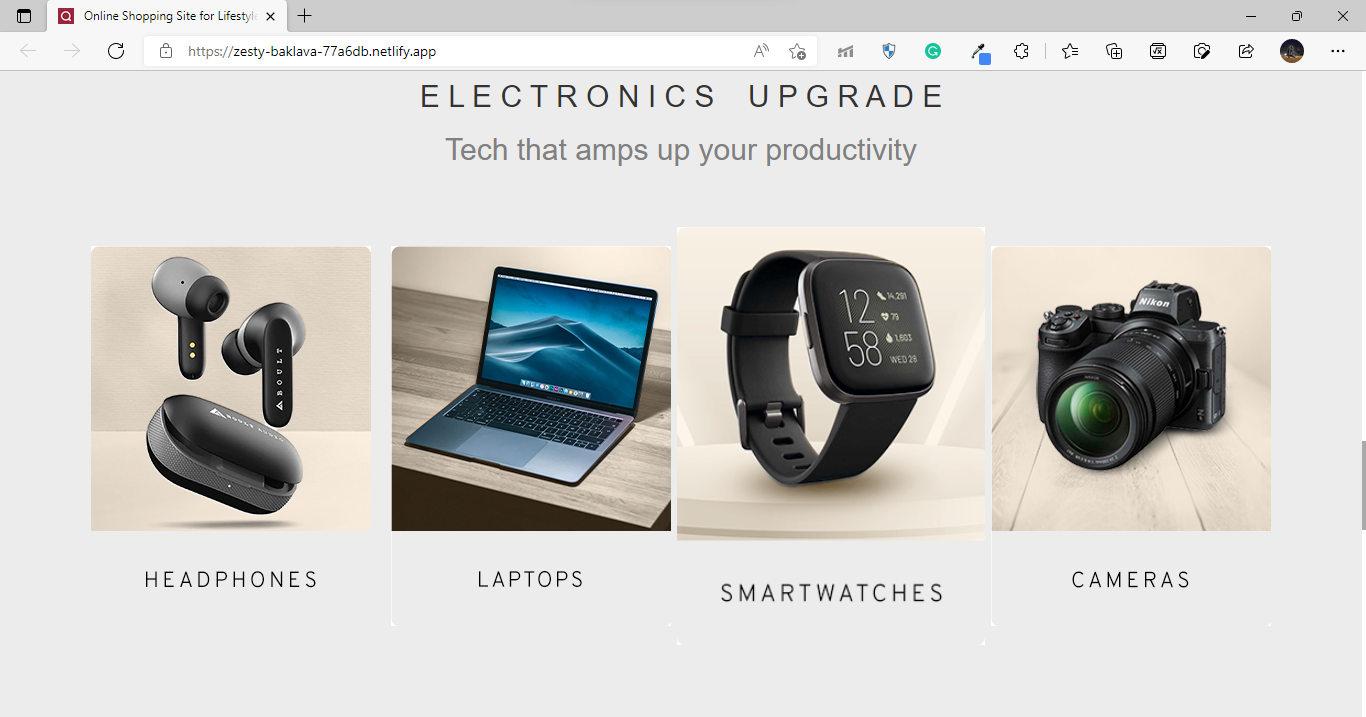 Online Shopping Site for Lifestyle
https://zesty-baklava-77a6db.netlify.app
ELECTRONICS UPGRADE
Tech that amps up your productivity
BOULT
12
58
14,291
79
1,603
WED 28
Nikon
HEADPHONES
LAPTOPS
SMARTWATCHES
CAMERAS